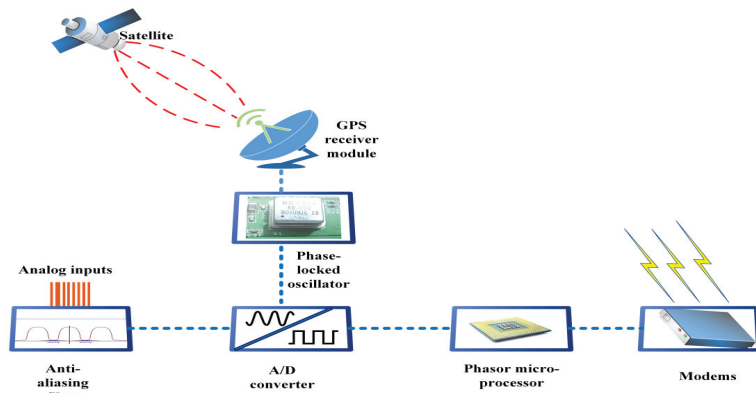 Satellite
GPS
receiver
module
Phase-
locked
oscillator
Analog inputs
Anti-
aliasing
A/D
converter
Phasor micro-
processor
Modems